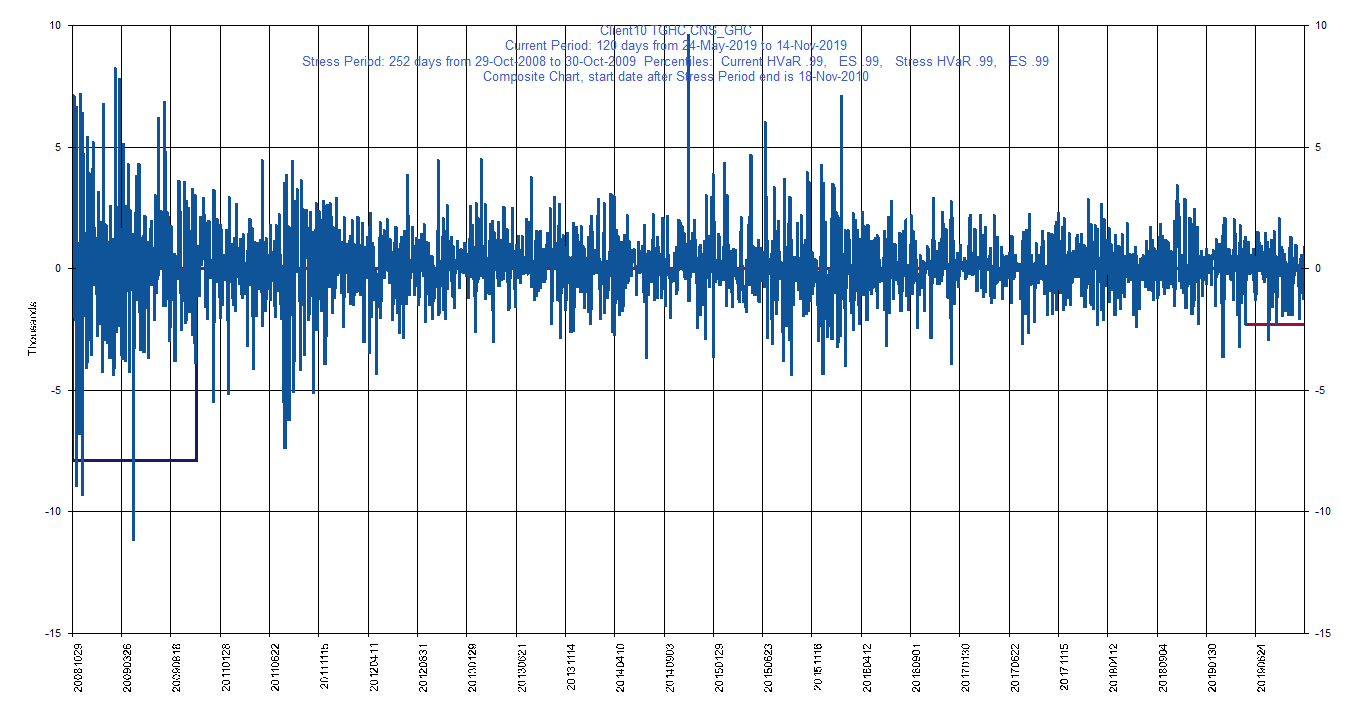 Client10 TGHC CNS_GHC
Current Period: 120 days from 24-May-2019 to 14-Nov-2019
Stress Period: 252 days from 29-Oct-2008 to 30-Oct-2009 Percentiles: Current HVaR .99, ES .99, Stress HVaR .99, ES .99
Composite Chart, start date after Stress Period end is 18-Nov-2010
10 10
5 5
0 0
-5 -5
-10 -10
-15 -15
Thousands
20081029 20090326 20090818 20110128 20110622 20111115 20120411 20120831 20130129 20130621 20131114 20140410 20140903 20150129 20150623 20151118 20160412 20160901 20170130 20170622 20171115 20180412 20180904 20190130 20190624